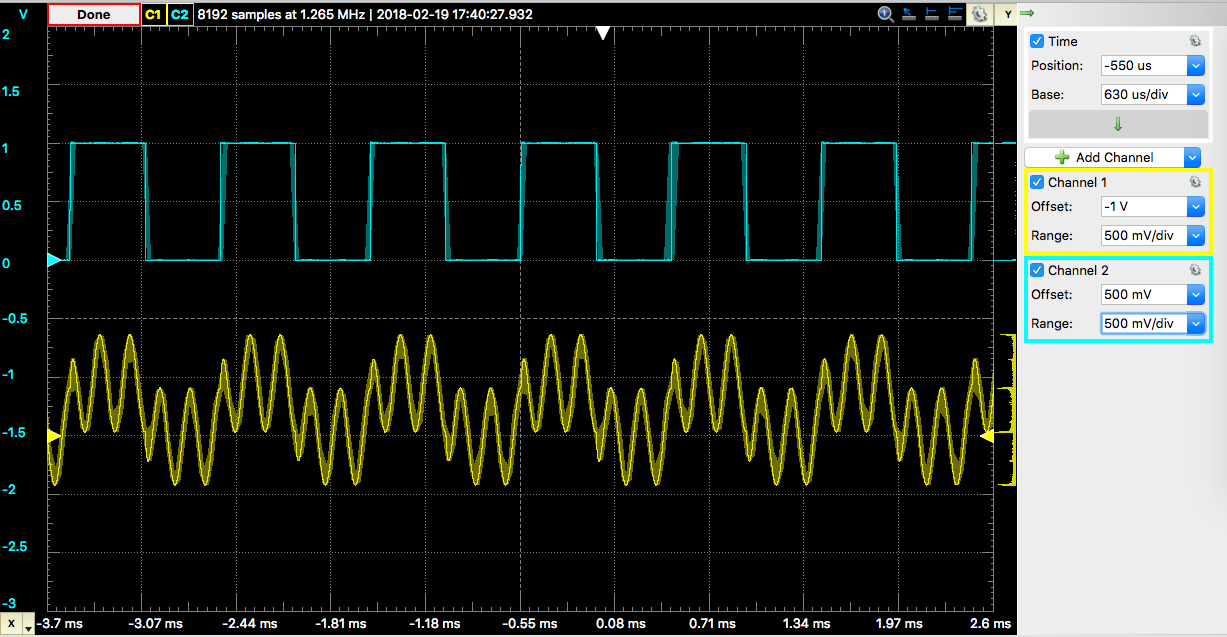 V Done C1 C2 8192 samples at 1.265 MHz | 2018-02-19 17:40:27.932 1 Y
2
1.5
1
0.5
0
-0.5
-1
-1.5
-2
-2.5
-3
X -3.7 ms -3.07 ms -2.44 ms -1.81 ms -1.18 ms -0.55 ms 0.08 ms 0.71 ms 1.34 ms 1.97 ms 2.6 ms
Time
Position: -550 us
Base: 630 us/div
Add Channel
Channel 1
Offset: -1 V
Range: 500 mV/div
Channel 2
Offset: 500 mV
Range: 500 mV/div